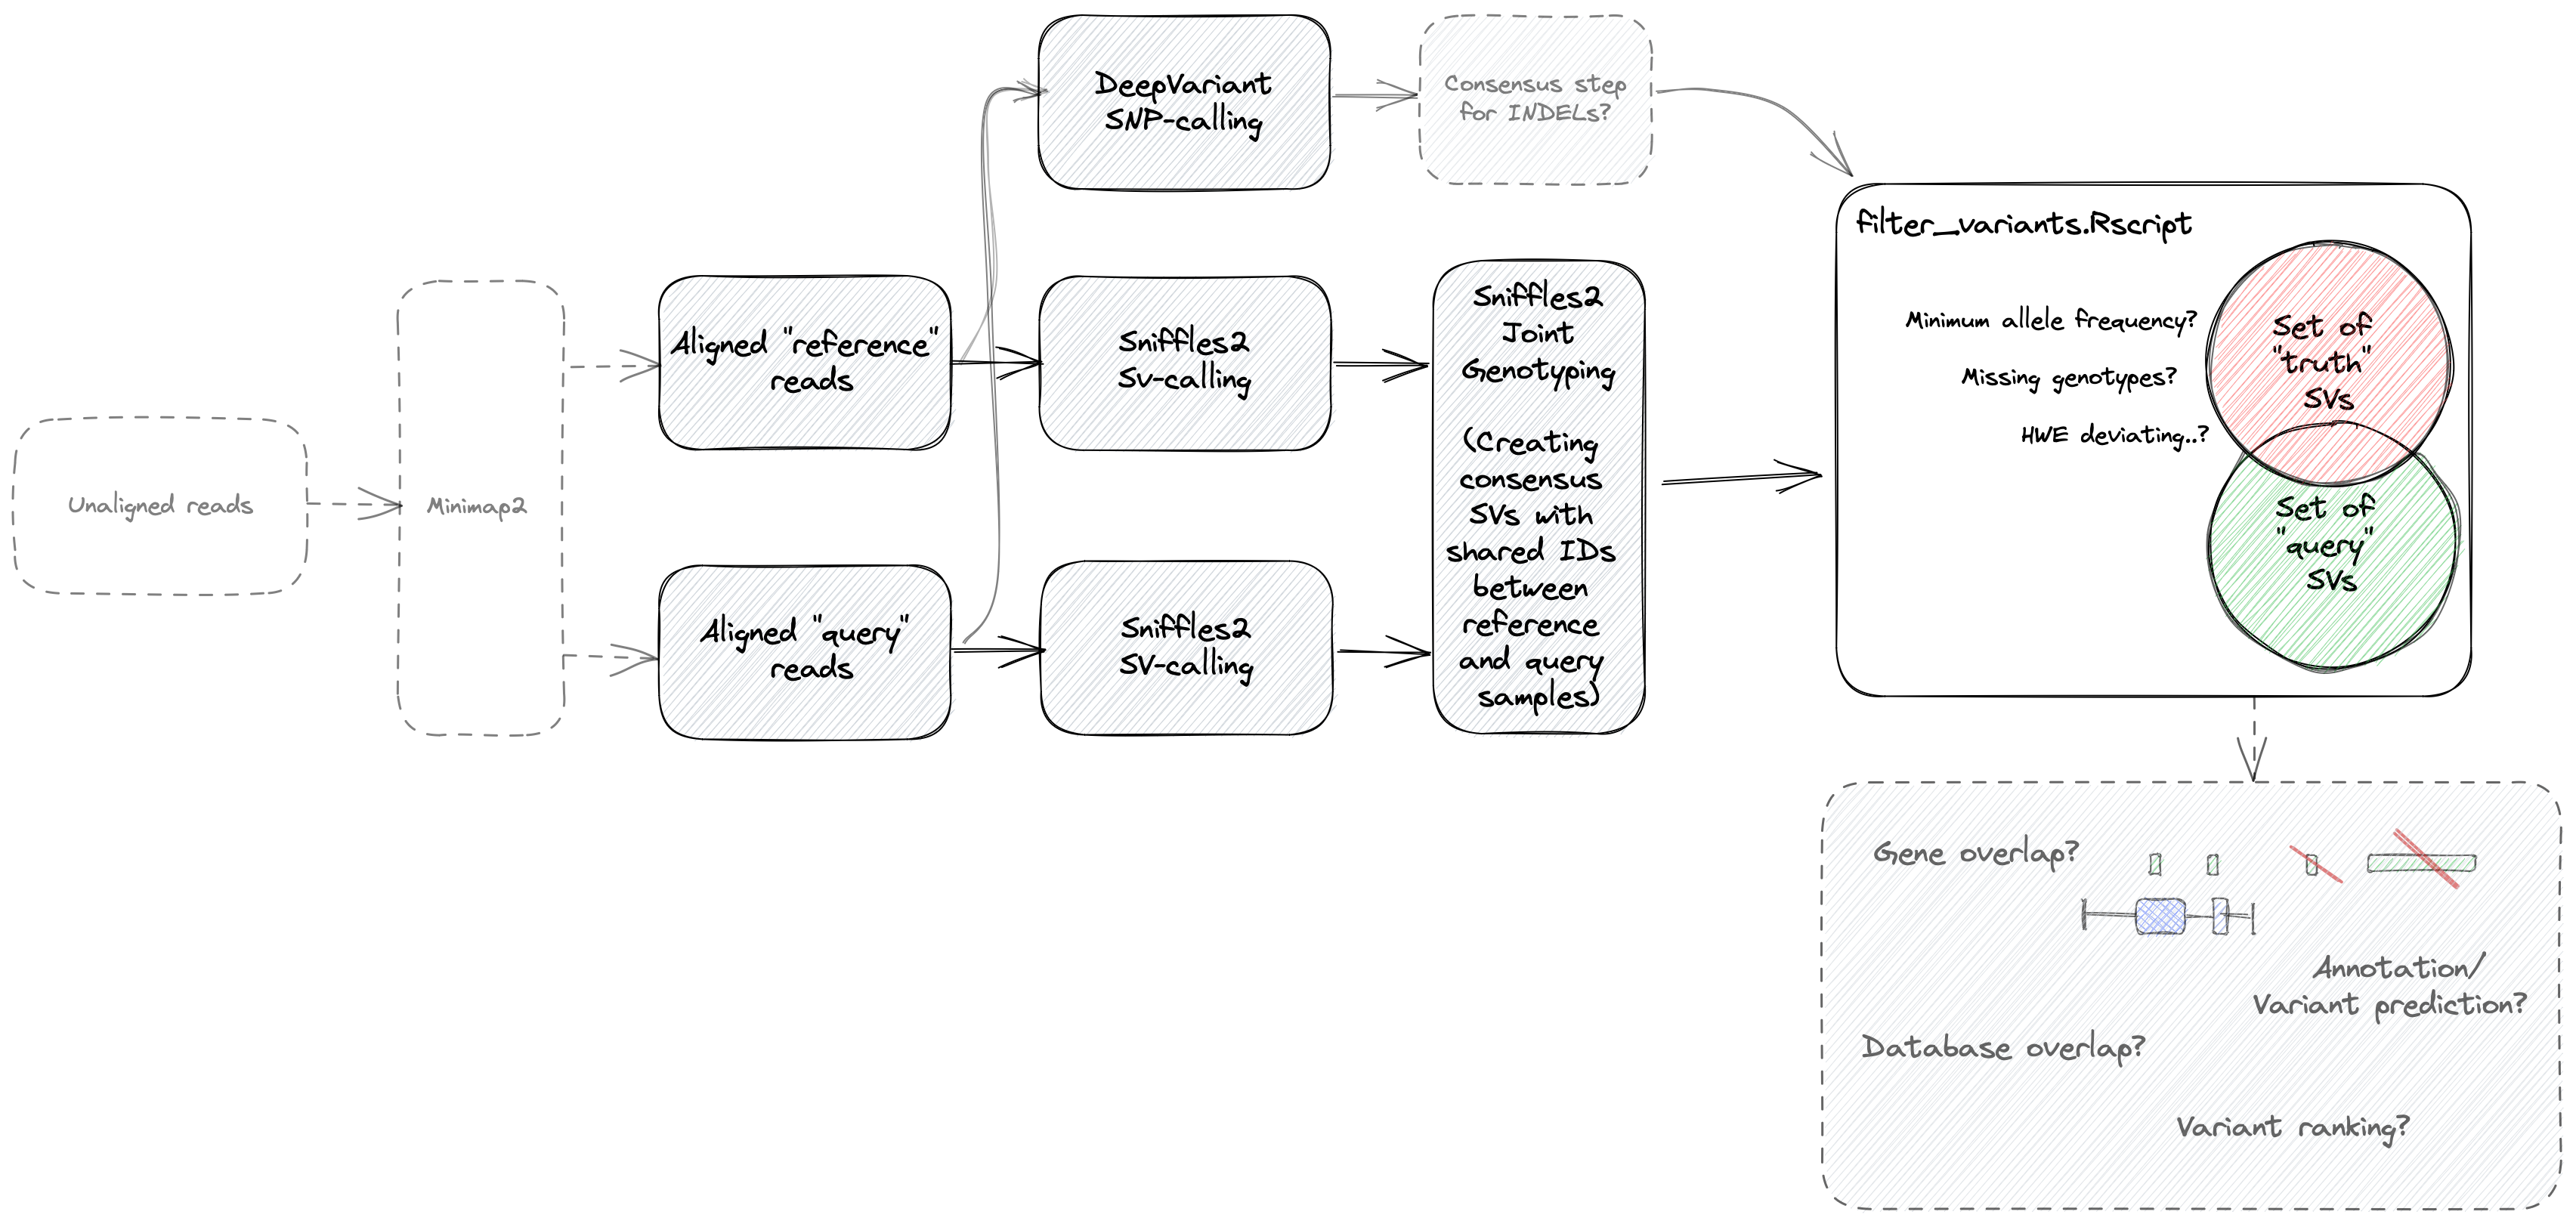 Unaligned reads
Minimap2
Aligned "reference"
reads
Aligned "query"
reads
DeepVariant
SNP-calling
Consensus step
for INDELs?
Sniffles2
Sv-calling
Sniffles2
SV-calling
Sniffles2
Joint
Genotyping
(Creating
consensus
SVs with
shared IDs
between
reference
and query
samples)
filter_variants.Rscript
Minimum allele frequency?
Missing genotypes?
HWE deviating..?
Set of
"truth"
SVs
Set of
"query"
SVs
Gene overlap?
Annotation/
Variant prediction?
Database overlap?
Variant ranking?